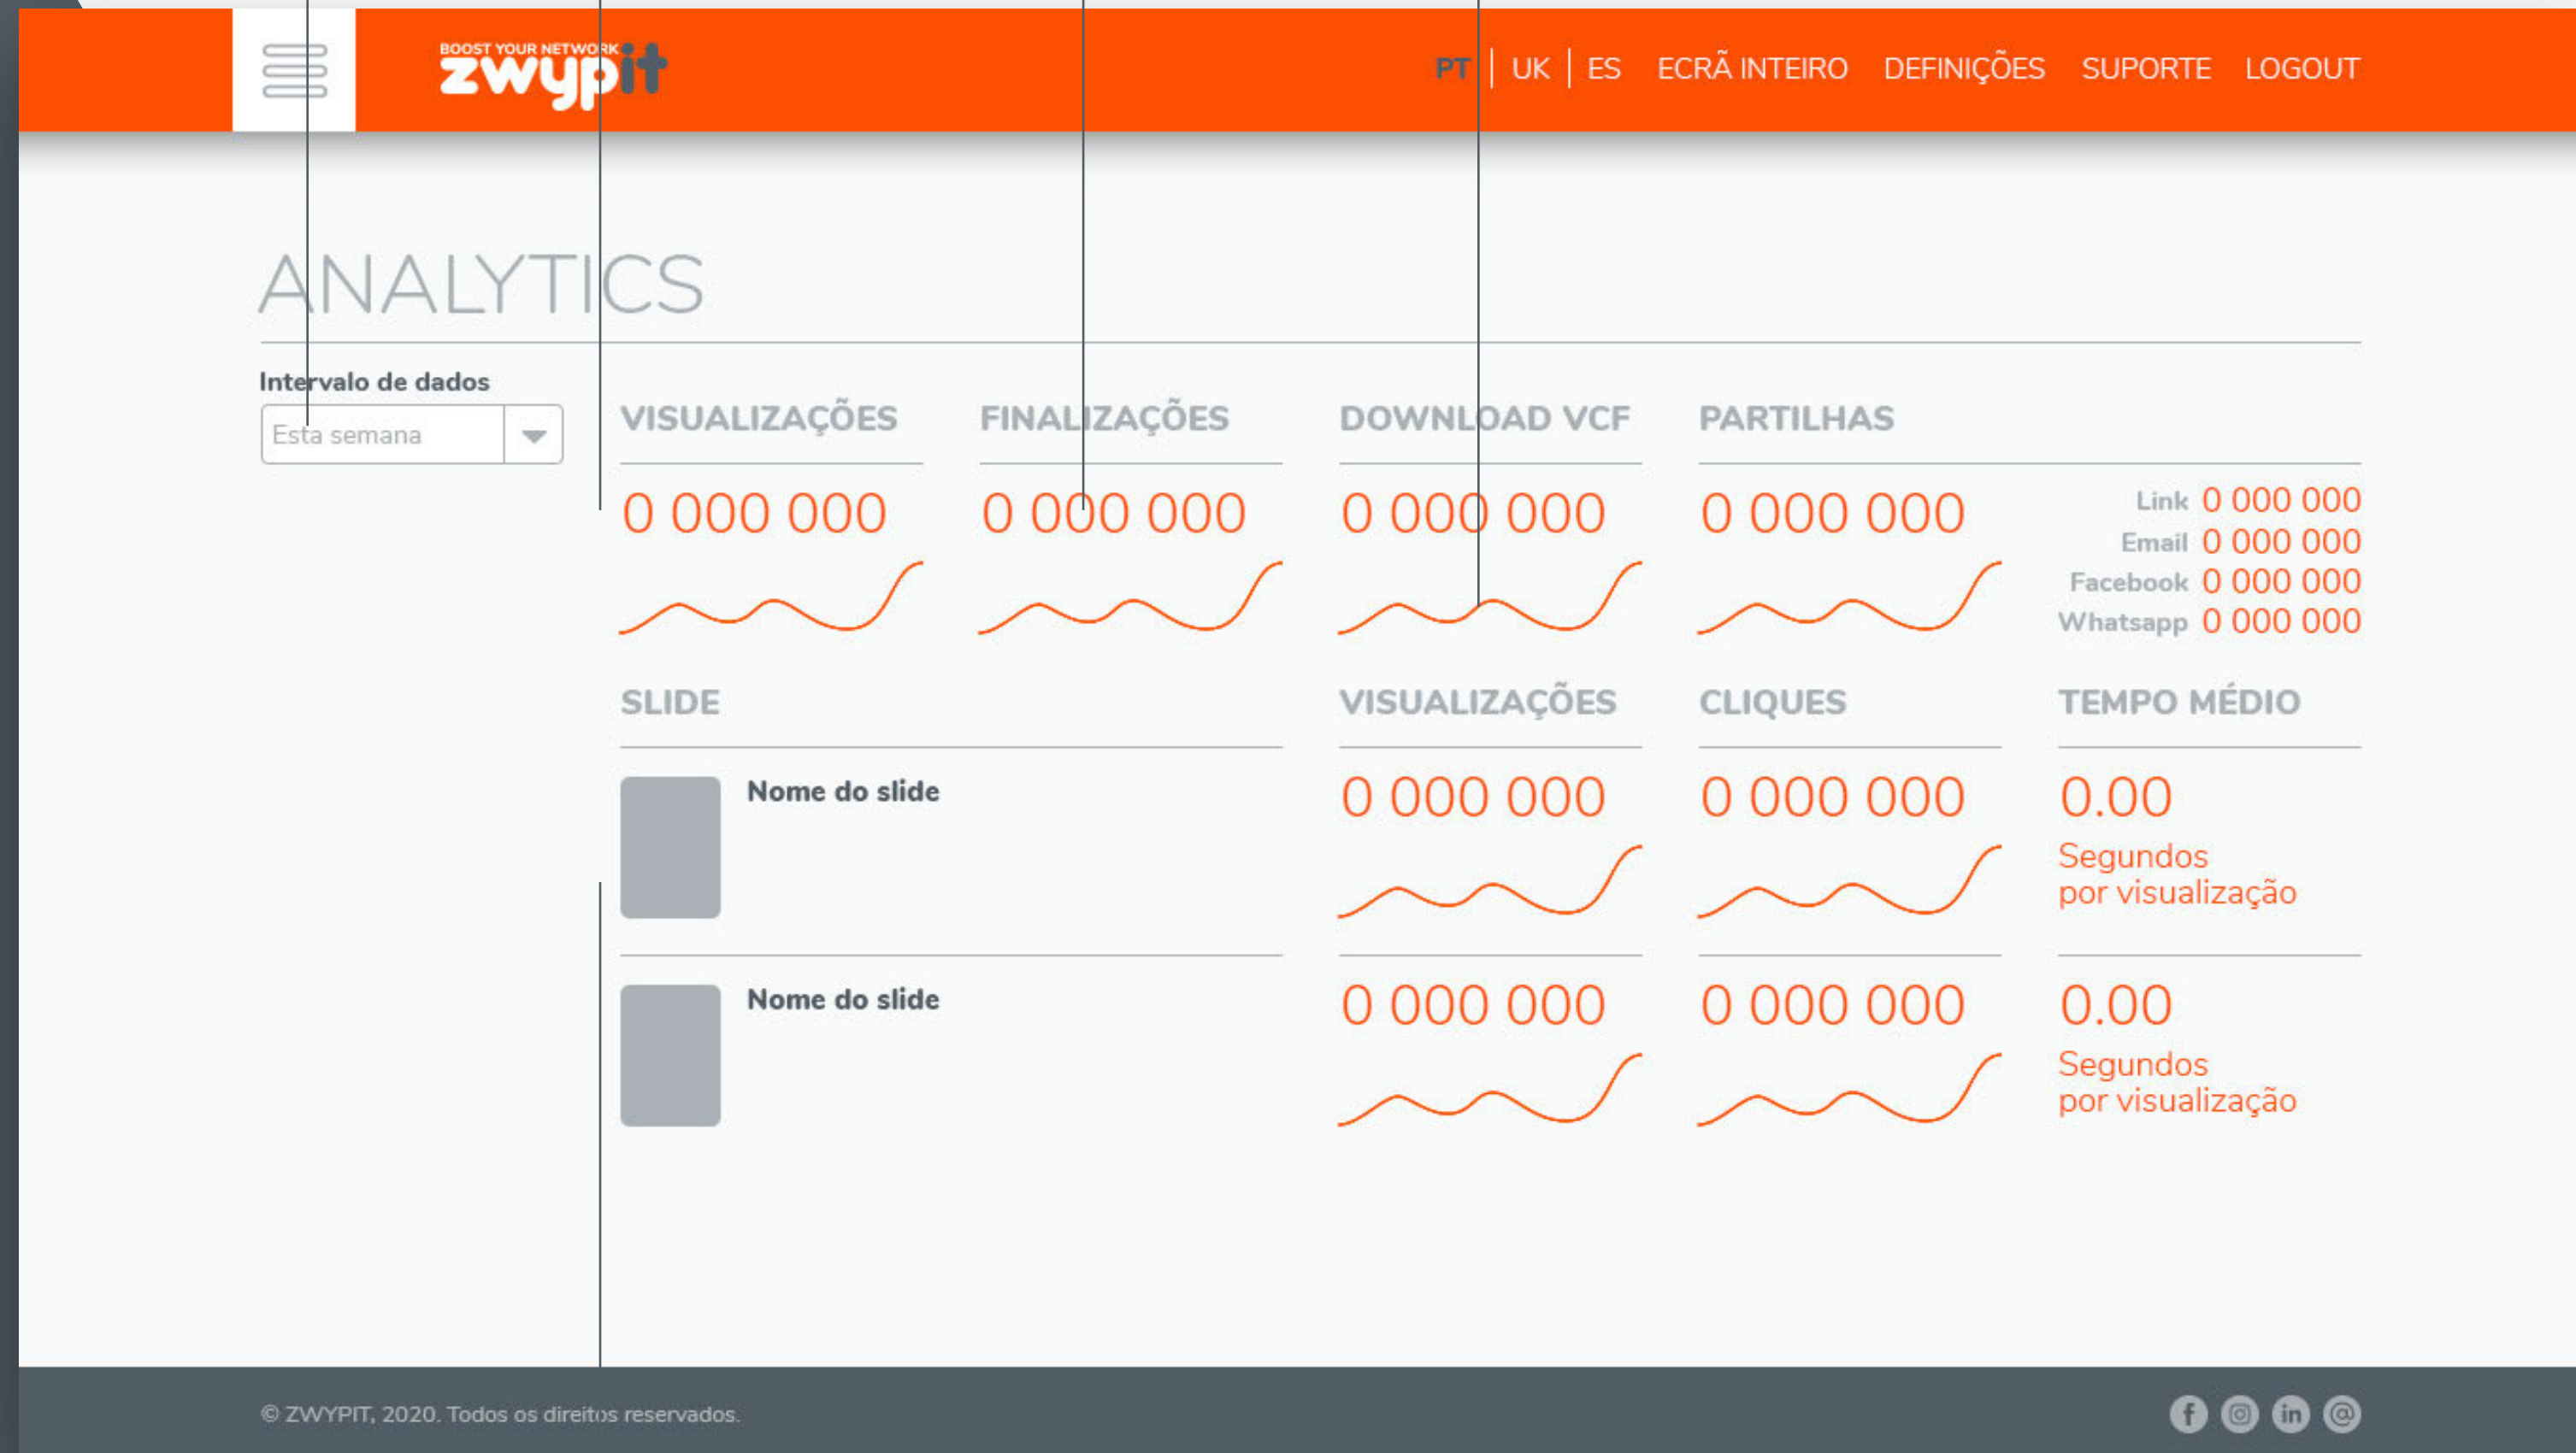 BOOST YOUR NETWORK
zwypit
PT UK ES ECRÃ INTEIRO DEFINIÇÕES SUPORTE LOGOUT
ANALYTICS
Intervalo de dados
Esta semana
VISUALIZAÇÕES FINALIZAÇÕES DOWNLOAD VCF PARTILHAS
0 000 000 0 000 000 0 000 000 0 000 000
Link 0 000 000
Email 0 000 000
Facebook 0 000 000
Whatsapp 0 000 000
SLIDE VISUALIZAÇÕES CLIQUES TEMPO MÉDIO
Nome do slide 0 000 000 0 000 000 0.00
Segundos
por visualização
Nome do slide 0 000 000 0 000 000 0.00
Segundos
por visualização
© ZWYPIT, 2020. Todos os direitos reservados.